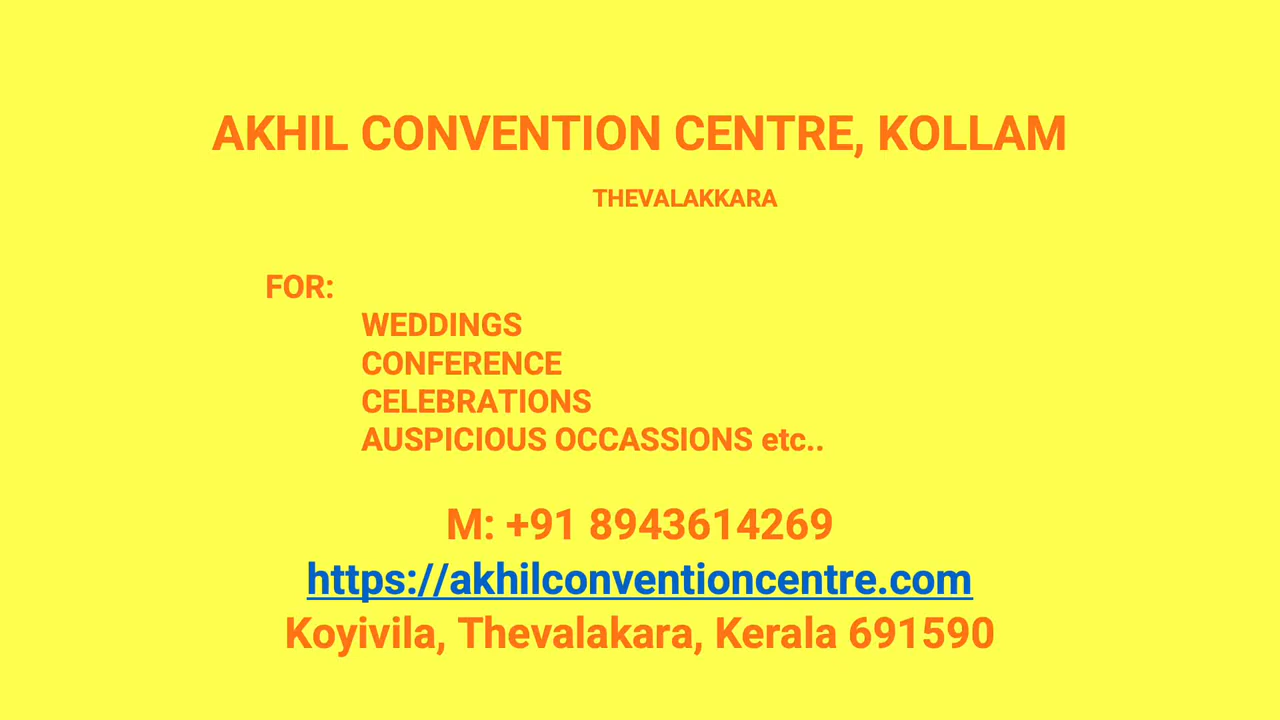 AKHIL CONVENTION CENTRE, KOLLAM
THEVALAKKARA
FOR:
WEDDINGS
CONFERENCE
CELEBRATIONS
AUSPICIOUS OCCASSIONS etc..
M: +91 8943614269
https://akhilconventioncentre.com
Koyivila, Thevalakara, Kerala 691590